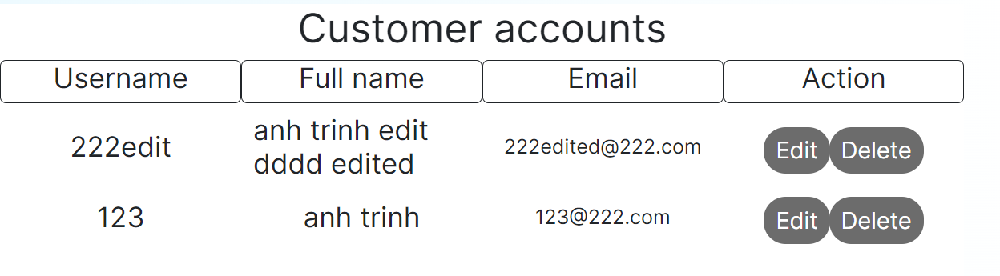 Customer accounts
Username Full name Email Action
222edit anh trinh edit dddd edited 222edited@222.com Edit Delete
123 anh trinh 123@222.com Edit Delete